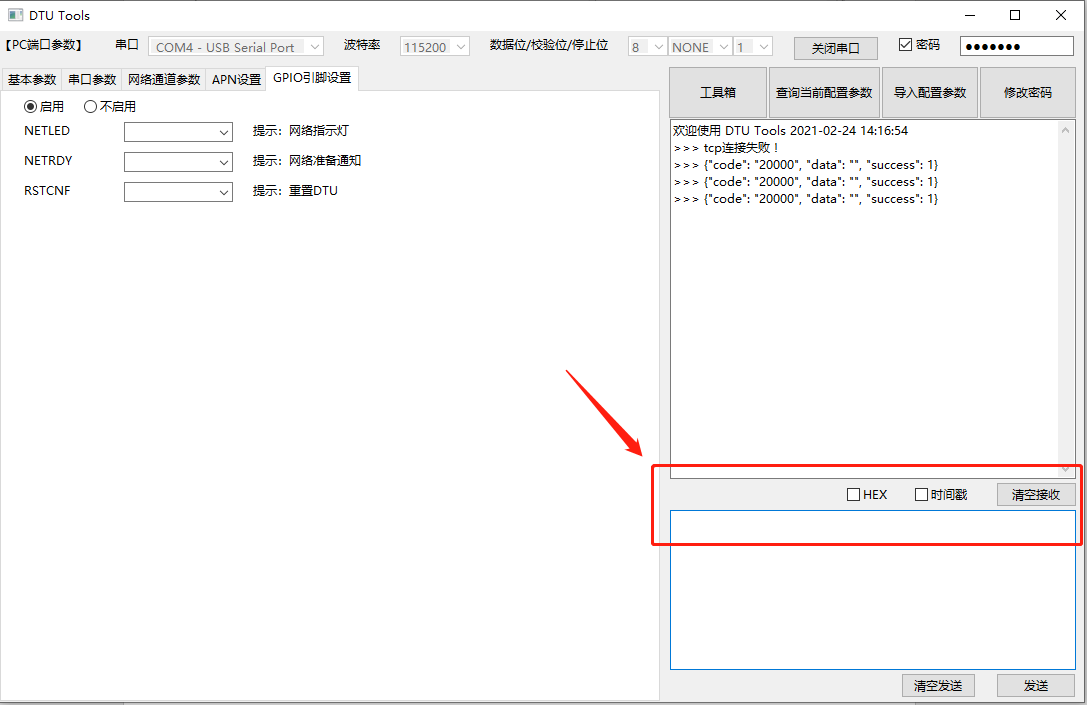 DTU Tools
【PC端口参数】 串口 COM4 - USB Serial Port 波特率 115200 数据位/校验位/停止位 8 NONE 1 关闭串口 密码 ●●●●●●●
基本参数 串口参数 网络通道参数 APN设置 GPIO引脚设置
启用 不启用
NETLED 提示：网络指示灯
NETRDY 提示：网络准备通知
RSTCNF 提示：重置DTU
工具箱 查询当前配置参数 导入配置参数 修改密码
欢迎使用 DTU Tools 2021-02-24 14:16:54
>>> tcp连接失败！
>>> {"code": "20000", "data": "", "success": 1}
>>> {"code": "20000", "data": "", "success": 1}
>>> {"code": "20000", "data": "", "success": 1}
HEX 时间戳 清空接收
清空发送 发送